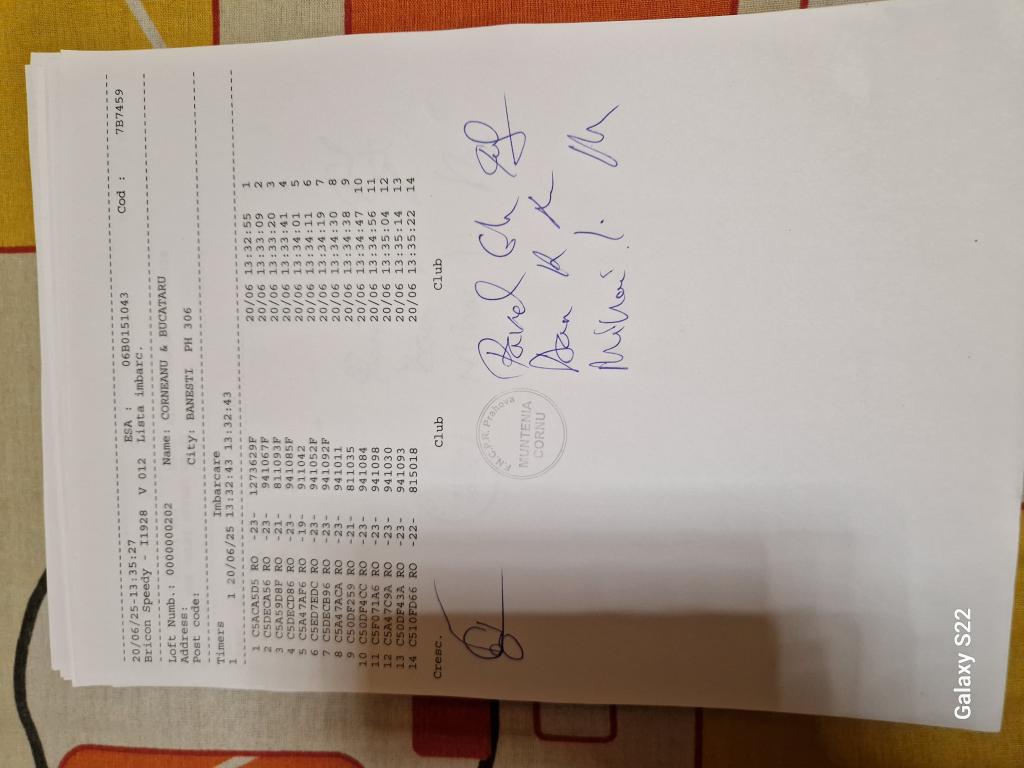 20/06/25-13:35:27 ESA : 06B0151043 Cod : 7B7459
Bricon Speedy - I1928 V 012 Lista imbarc.
Loft Numb.: 0000000202 Name: CORNEANU & BUCATARU
Address:
Post code: City: BANESTI PH 306
Timers Imbarcare
1 1 20/06/25 13:32:43 13:32:43
1 C5ACA5D5 RO -23- 1273629F 20/06 13:32:55 1
2 C5DECA56 RO -23- 941067F 20/06 13:33:09 2
3 C5A59D8F RO -21- 811093F 20/06 13:33:20 3
4 C5DECD86 RO -23- 941085F 20/06 13:33:41 4
5 C5A47AF6 RO -19- 911042 20/06 13:34:01 5
6 C5ED7EDC RO -23- 941052F 20/06 13:34:11 6
7 C5DECB96 RO -23- 941092F 20/06 13:34:19 7
8 C5A47ACA RO -23- 941011 20/06 13:34:30 8
9 C50DF259 RO -21- 811035 20/06 13:34:38 9
10 C50DF4CC RO -23- 941084 20/06 13:34:47 10
11 C5F071A6 RO -23- 941098 20/06 13:34:56 11
12 C5A47C9A RO -23- 941030 20/06 13:35:04 12
13 C50DF43A RO -23- 941093 20/06 13:35:14 13
14 C510FD66 RO -22- 815018 20/06 13:35:22 14
Cresc. Club Club
F.N.C.P.R. Prahova
MUNTENIA
CORNU
Pavel Gh
Dan
Mihai I.
Galaxy S22